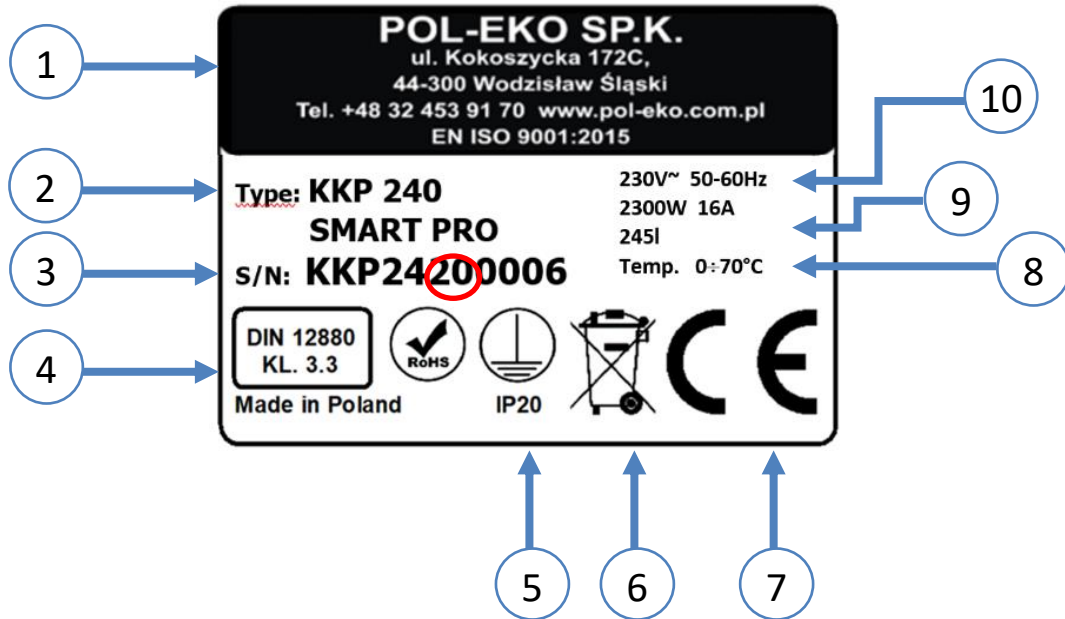 POL-EKO SP.K.
ul. Kokoszycka 172C,
44-300 Wodzisław Śląski
Tel. +48 32 453 91 70 www.pol-eko.com.pl
EN ISO 9001:2015
1
2
3
4
Type: KKP 240
SMART PRO
S/N: KKP24200006
230V~ 50-60Hz
2300W 16A
245l
Temp. 0÷70°C
10
9
8
DIN 12880
KL. 3.3
RoHS
Made in Poland
IP20
CE
5
6
7